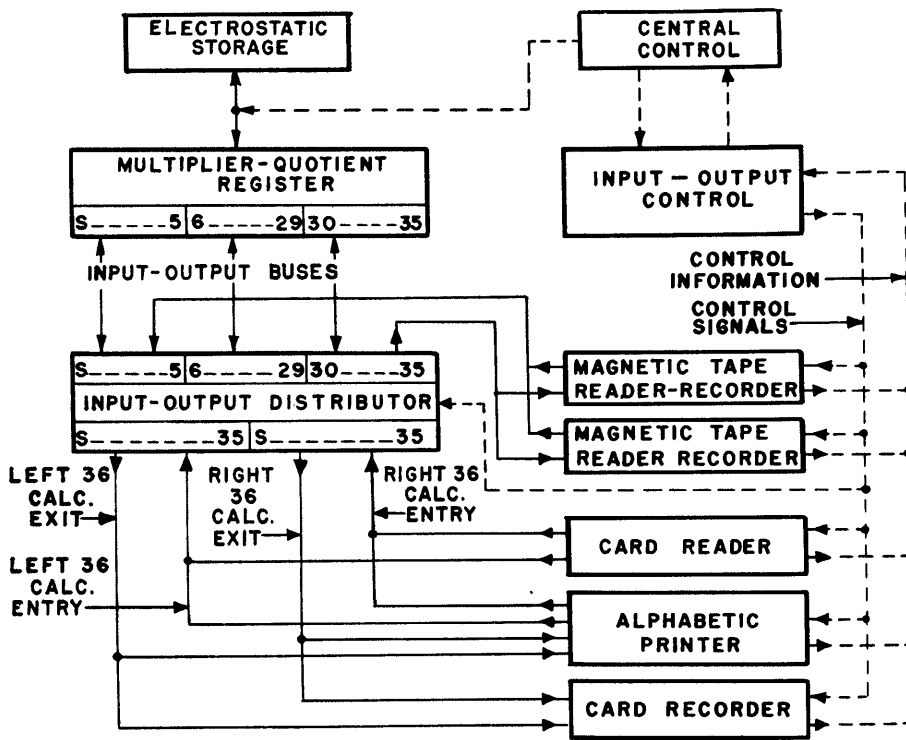 ELECTROSTATIC
STORAGE
CENTRAL
CONTROL
MULTIPLIER-QUOTIENT
REGISTER
S-----5 6-----29 30----35
INPUT-OUTPUT
CONTROL
INPUT-OUTPUT BUSES
CONTROL
INFORMATION
CONTROL
SIGNALS
S-----5 6-----29 30-----35
INPUT-OUTPUT DISTRIBUTOR
S--------35 S--------35
MAGNETIC TAPE
READER-RECORDER
MAGNETIC TAPE
READER RECORDER
LEFT 36
CALC.
EXIT
RIGHT
36
CALC.
EXIT
RIGHT 36
CALC.
ENTRY
LEFT 36
CALC.
ENTRY
CARD READER
ALPHABETIC
PRINTER
CARD RECORDER